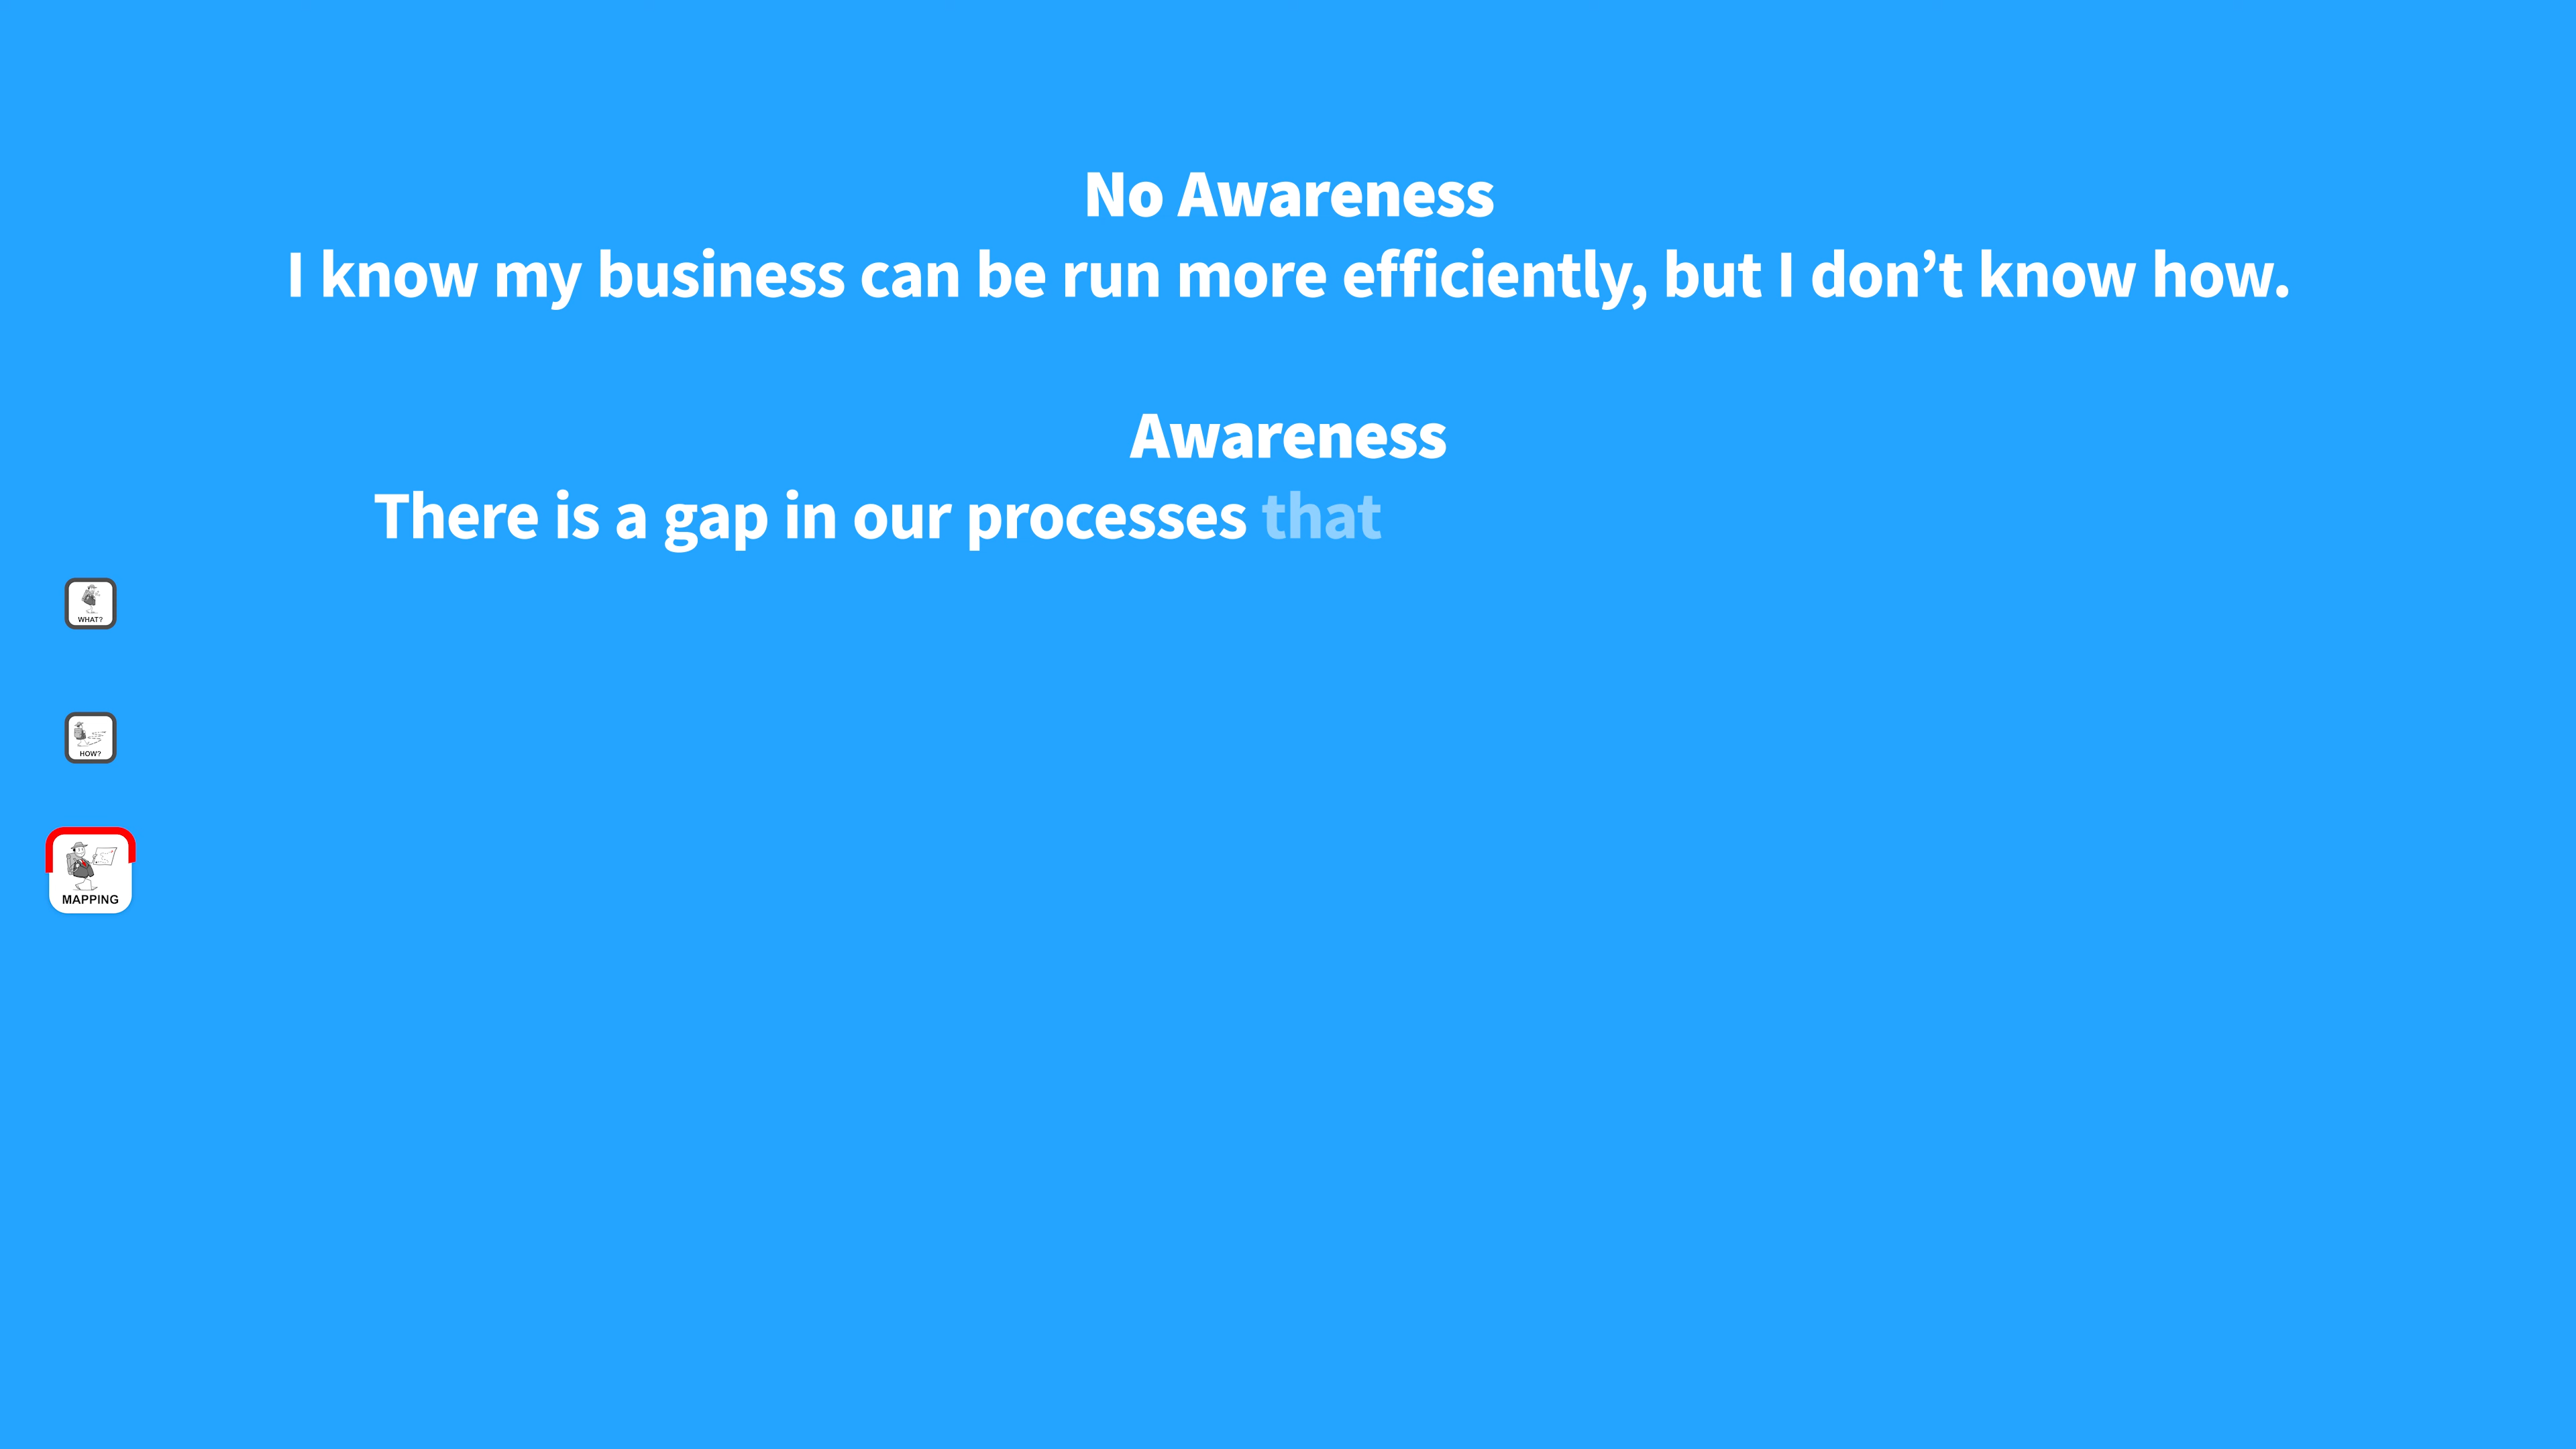 No Awareness
I know my business can be run more efficiently, but I don’t know how.
Awareness
There is a gap in our processes that
WHAT?
HOW?
MAPPING